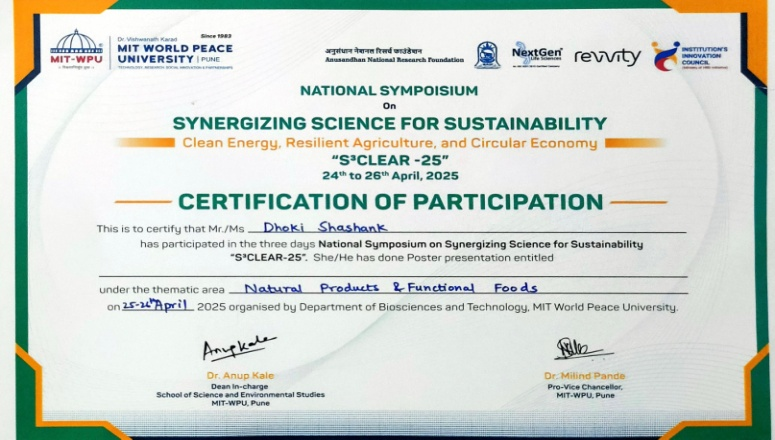 Dr. Vishwanath Karad
Since 1983
MIT-WPU
MIT WORLD PEACE
UNIVERSITY | PUNE
TECHNOLOGY, RESEARCH, SOCIAL INNOVATION & PARTNERSHIPS
अनुसंधान नेशनल रिसर्च फाउंडेशन
Anusandhan National Research Foundation
NextGen
Life Sciences
revvity
INSTITUTION'S
INNOVATION
COUNCIL
NATIONAL SYMPOISIUM
On
SYNERGIZING SCIENCE FOR SUSTAINABILITY
Clean Energy, Resilient Agriculture, and Circular Economy
“S³CLEAR -25”
24th to 26th April, 2025
CERTIFICATION OF PARTICIPATION
This is to certify that Mr./Ms Dhoki Shashank
has participated in the three days National Symposium on Synergizing Science for Sustainability
“S³CLEAR-25”. She/He has done Poster presentation entitled
under the thematic area Natural Products & Functional Foods
on 25-26th April 2025 organised by Department of Biosciences and Technology, MIT World Peace University.
Anup Kale
Dr. Anup Kale
Dean In-charge
School of Science and Environmental Studies
MIT-WPU, Pune
Dr. Milind Pande
Pro-Vice Chancellor,
MIT-WPU, Pune